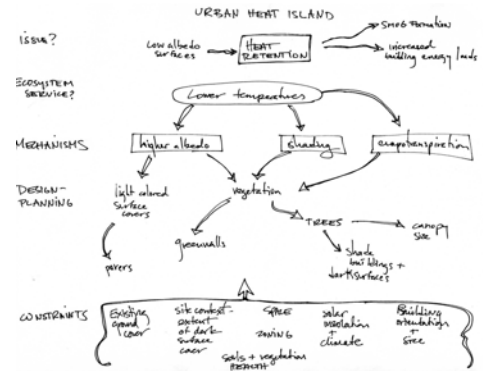 URBAN HEAT ISLAND
ISSUE?
SMOG FORMATION
Low albedo
surfaces
HEAT
RETENTION
increased
building energy loads
ECOSYSTEM
SERVICE?
Lower temperatures
MECHANISMS
higher albedo
shading
evapotranspiration
DESIGN-
PLANNING
light colored
surface
covers
vegetation
TREES
canopy
size
pavers
greenwalls
shade
buildings +
dark surfaces
CONSTRAINTS
Existing
ground
cover
site context-
extent
of dark
surface
cover
SPACE
ZONING
soils + vegetation
HEALTH
solar
insolation
+
climate
Building
orientation
+
size